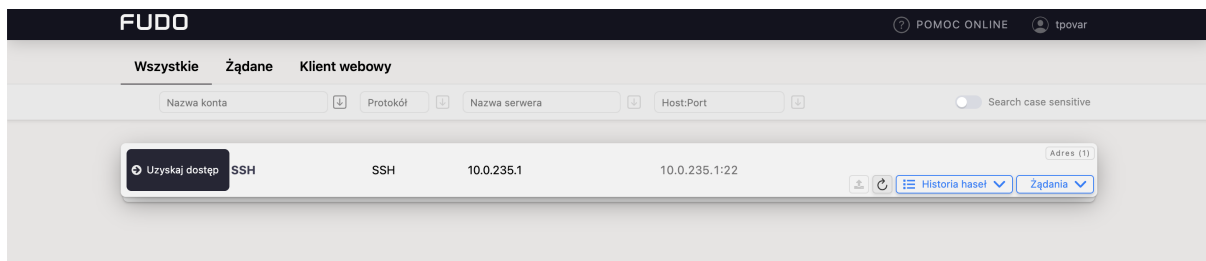 FUDO
? POMOC ONLINE tpovar
Wszystkie Żądane Klient webowy
Nazwa konta Protokół Nazwa serwera Host:Port Search case sensitive
Adres (1)
Uzyskaj dostęp SSH SSH 10.0.235.1 10.0.235.1:22
Historia haseł Żądania